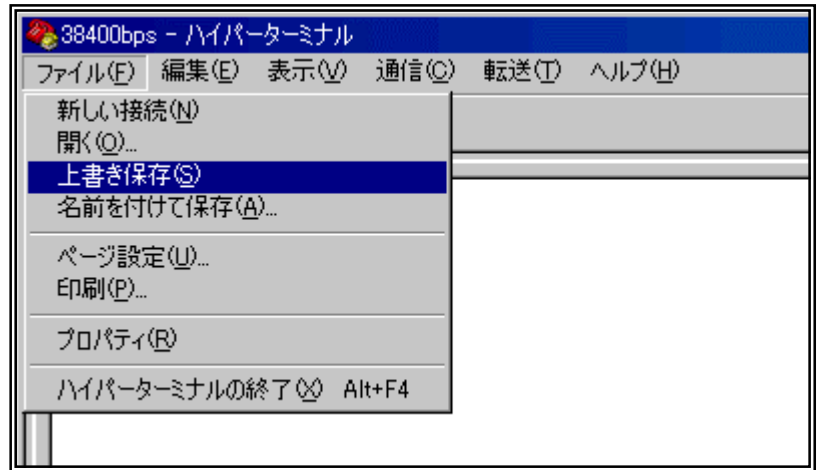 38400bps - ハイパーターミナル
ファイル(F) 編集(E) 表示(V) 通信(C) 転送(T) ヘルプ(H)
新しい接続(N)
開く(O)...
上書き保存(S)
名前を付けて保存(A)...
ページ設定(U)...
印刷(P)...
プロパティ(R)
ハイパーターミナルの終了(X) Alt+F4